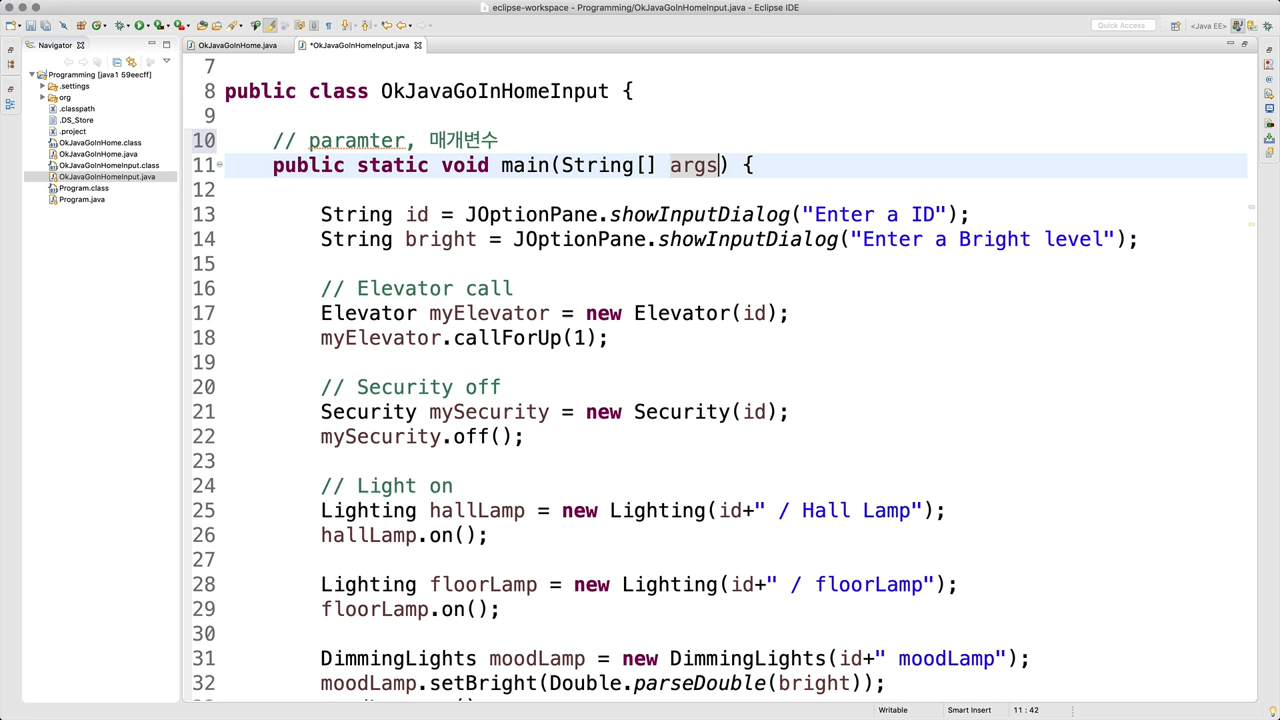 eclipse-workspace - Programming/OkJavaGoInHomeInput.java - Eclipse IDE
Quick Access
<Java EE>
Navigator
OkJavaGoInHome.java
*OkJavaGoInHomeInput.java
Programming [java1 59eecff]
.settings
org
.classpath
.DS_Store
.project
OkJavaGoInHome.class
OkJavaGoInHome.java
OkJavaGoInHomeInput.class
OkJavaGoInHomeInput.java
Program.class
Program.java
7
8 public class OkJavaGoInHomeInput {
9
10 // paramter, 매개변수
11 public static void main(String[] args) {
12
13 String id = JOptionPane.showInputDialog("Enter a ID");
14 String bright = JOptionPane.showInputDialog("Enter a Bright level");
15
16 // Elevator call
17 Elevator myElevator = new Elevator(id);
18 myElevator.callForUp(1);
19
20 // Security off
21 Security mySecurity = new Security(id);
22 mySecurity.off();
23
24 // Light on
25 Lighting hallLamp = new Lighting(id+" / Hall Lamp");
26 hallLamp.on();
27
28 Lighting floorLamp = new Lighting(id+" / floorLamp");
29 floorLamp.on();
30
31 DimmingLights moodLamp = new DimmingLights(id+" moodLamp");
32 moodLamp.setBright(Double.parseDouble(bright));
Writable
Smart Insert
11 : 42